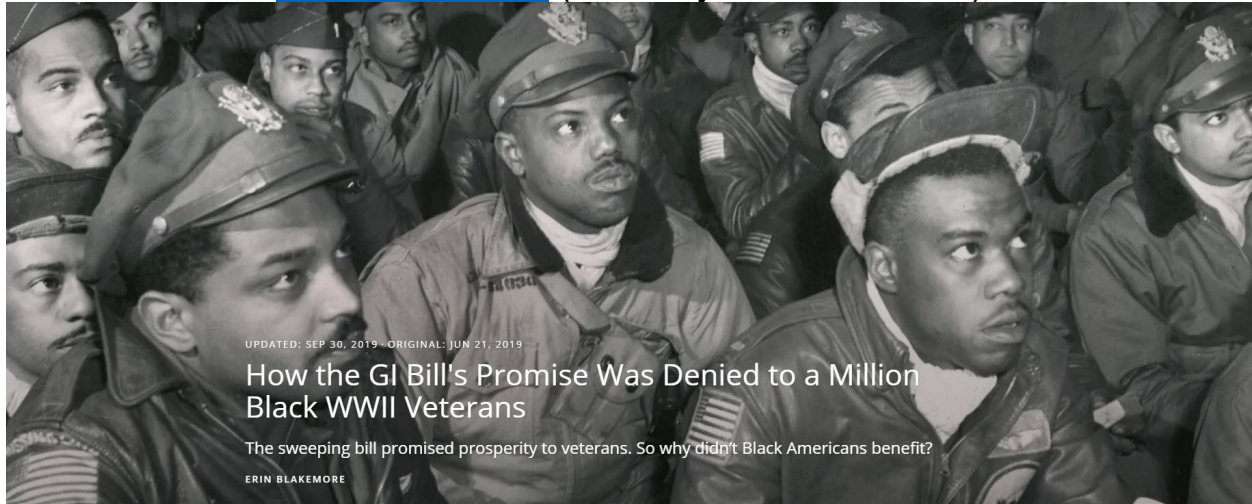 UPDATED: SEP 30, 2019 · ORIGINAL: JUN 21, 2019
How the GI Bill's Promise Was Denied to a Million
Black WWII Veterans
The sweeping bill promised prosperity to veterans. So why didn't Black Americans benefit?
ERIN BLAKEMORE